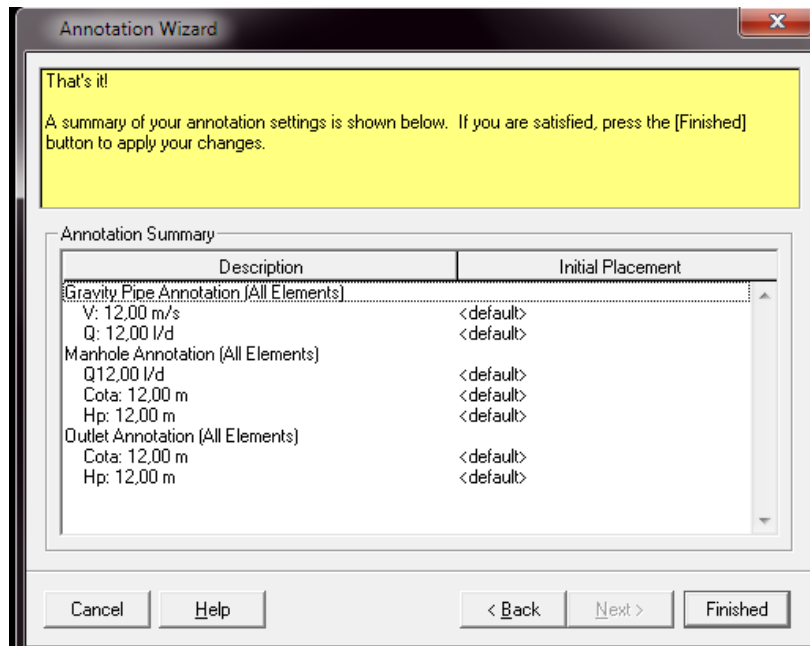 Annotation Wizard
That's it!
A summary of your annotation settings is shown below.  If you are satisfied, press the [Finished]
button to apply your changes.
Annotation Summary
Description Initial Placement
Gravity Pipe Annotation (All Elements)
V: 12,00 m/s <default>
Q: 12,00 l/d <default>
Manhole Annotation (All Elements)
Q12,00 l/d <default>
Cota: 12,00 m <default>
Hp: 12,00 m <default>
Outlet Annotation (All Elements)
Cota: 12,00 m <default>
Hp: 12,00 m <default>
Cancel Help < Back Next > Finished